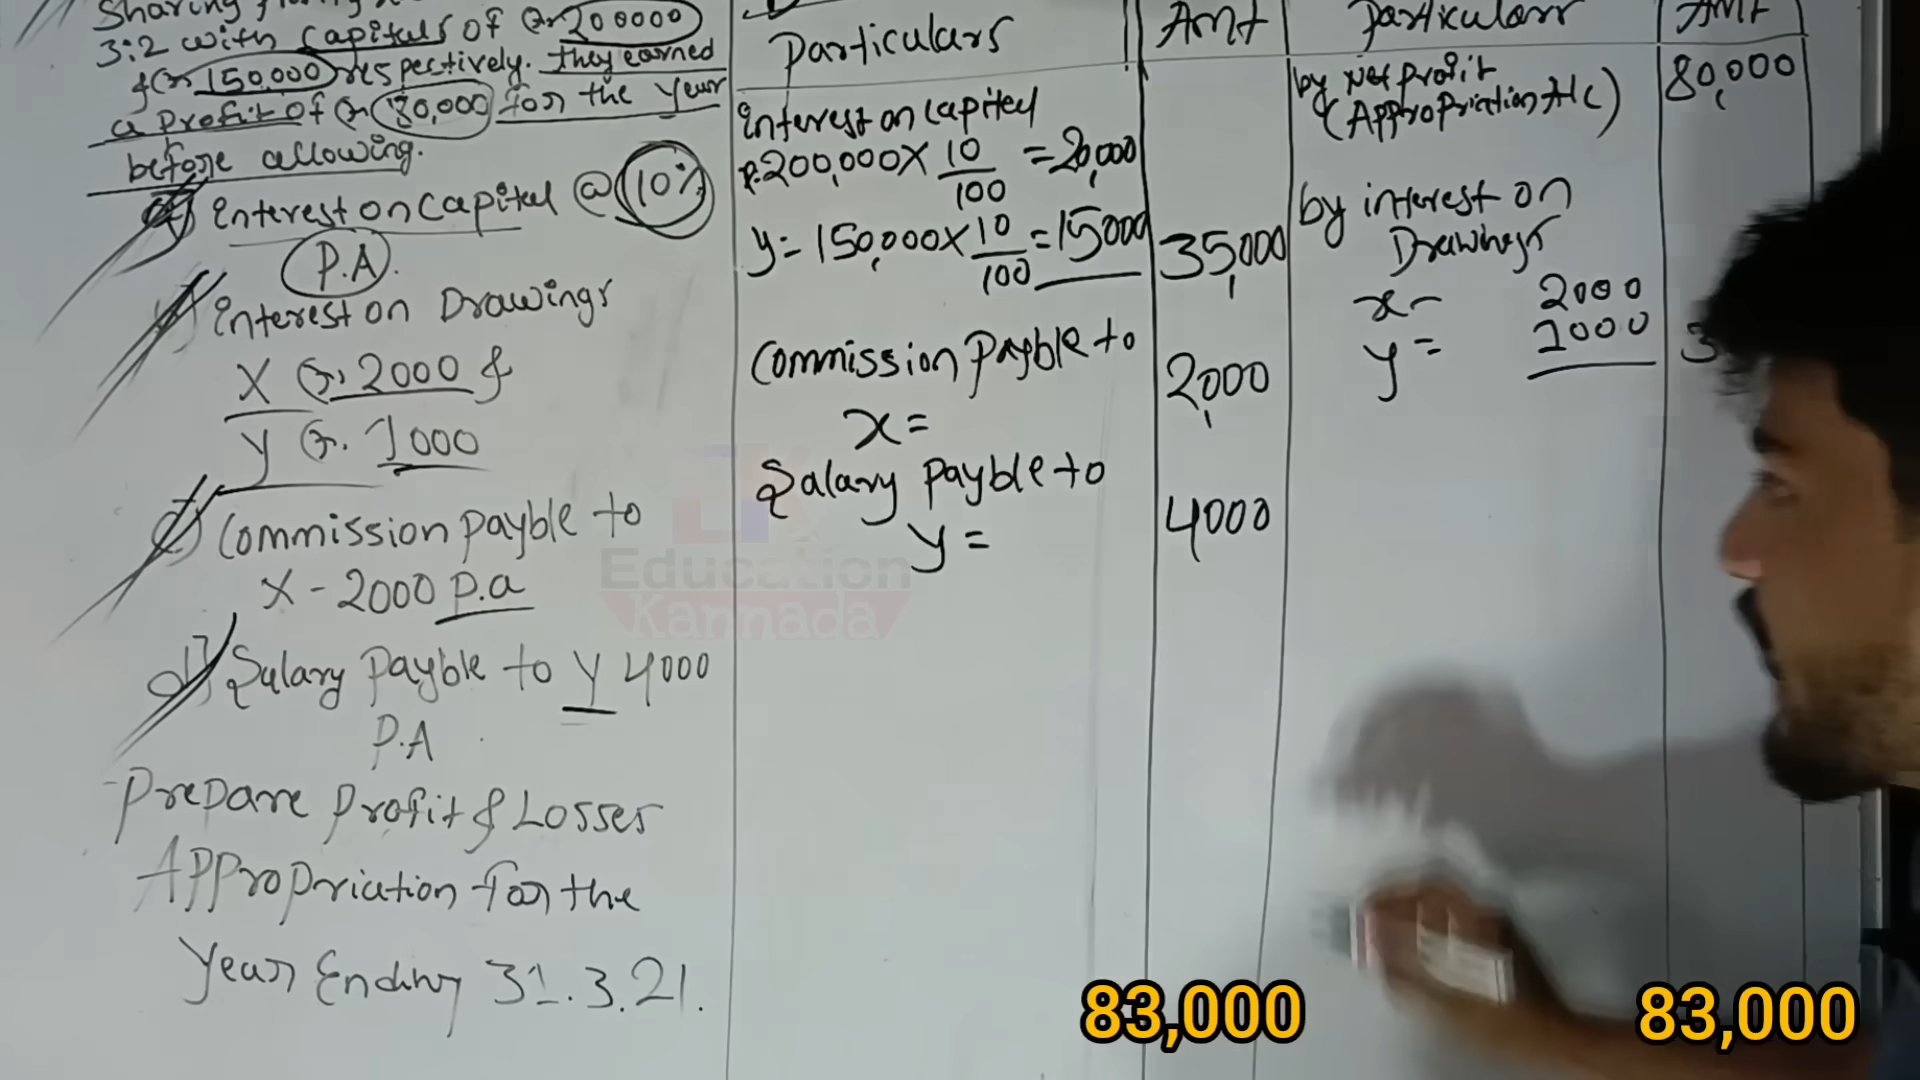 Sharing
3:2 with capitals of Rs 200000
& Rs 150,000 respectively. They earned
a profit of Rs 80,000 for the year
before allowing.
a) Interest on capital @ 10%
P.A.
b) Interest on Drawings
X Rs. 2000 &
Y Rs. 1000
c) Commission payble to
X - 2000 p.a
d) Salary payble to Y 4000
P.A
Prepare Profit & Losser
Appropriation for the
Year Ending 31.3.21.
Particulars Amt Particulars Amt
Interest on capital
200,000 x 10/100 = 20,000
y = 150,000 x 10/100 = 15000 35,000
Commission Payble to
x = 2,000
Salary payble to
y = 4000
by Net profit 80,000
(Appropriation A/c)
by interest on
Drawings
x - 2000
y = 1000 3
Education
Kannada
83,000 83,000